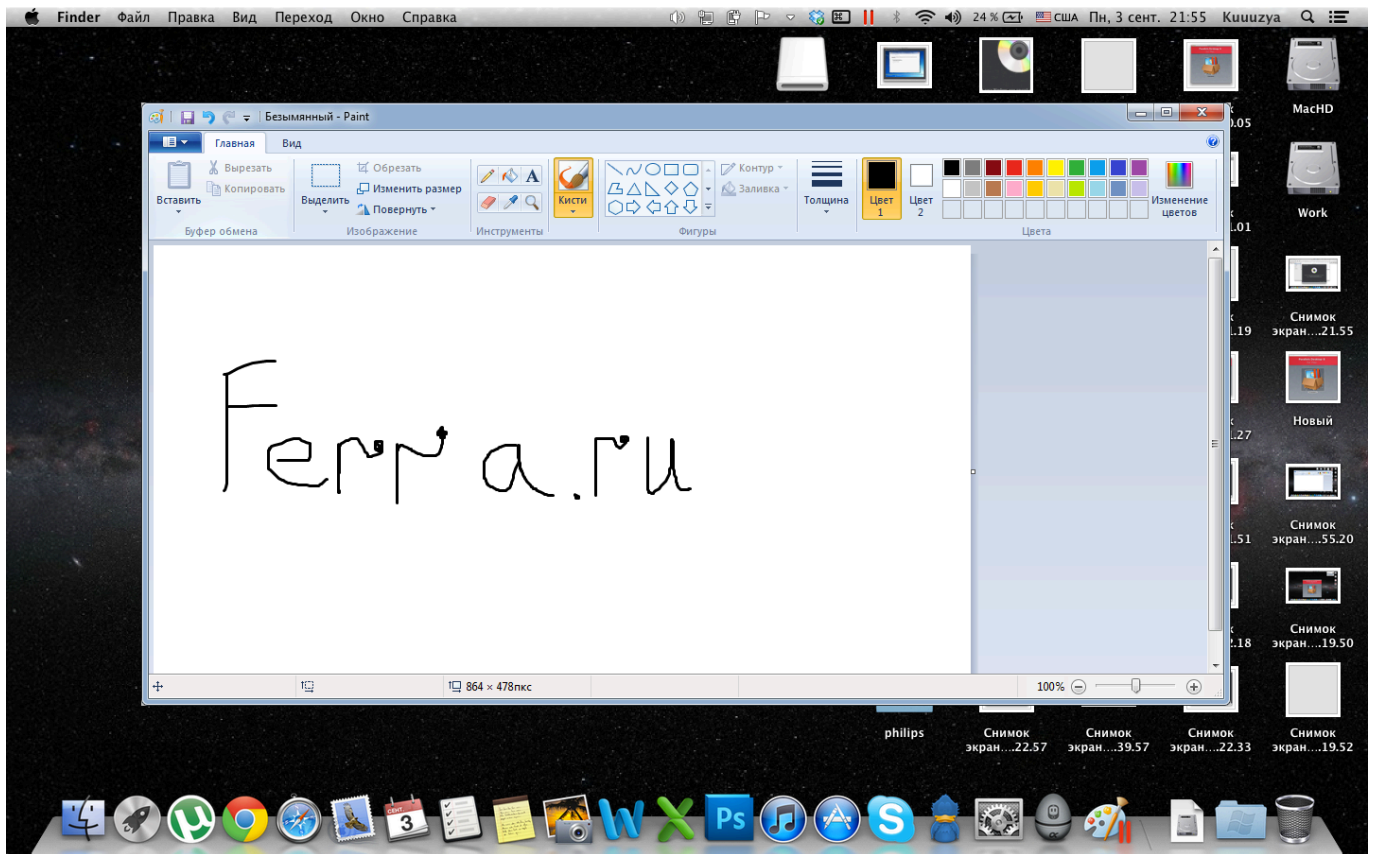 Finder Файл Правка Вид Переход Окно Справка 24 % США Пн, 3 сент. 21:55 Kuuuzya
Безымянный - Paint
Главная Вид
Вставить Вырезать Копировать Буфер обмена
Выделить Обрезать Изменить размер Повернуть Изображение
A Инструменты
Кисти
Контур Заливка Фигуры
Толщина
Цвет 1 Цвет 2 Изменение цветов Цвета
Ferra.ru
864 × 478пкс 100%
MacHD
Work
Снимок экран....21.55
Новый
Снимок экран....55.20
Снимок экран....19.50
philips
Снимок экран....22.57
Снимок экран....39.57
Снимок экран....22.33
Снимок экран....19.52
СЕНТ 3
Ps